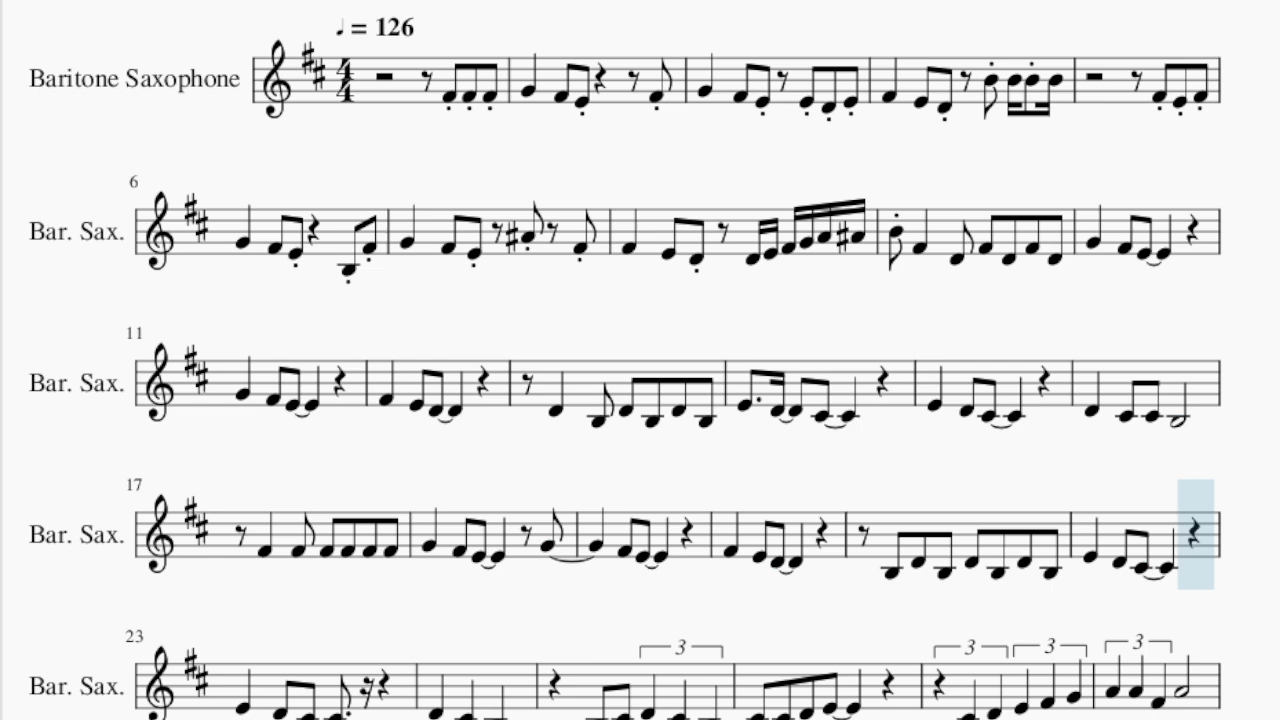 ♩ = 126
Baritone Saxophone
4
4
6
Bar. Sax.
11
Bar. Sax.
17
Bar. Sax.
23
3
3 3 3
Bar. Sax.